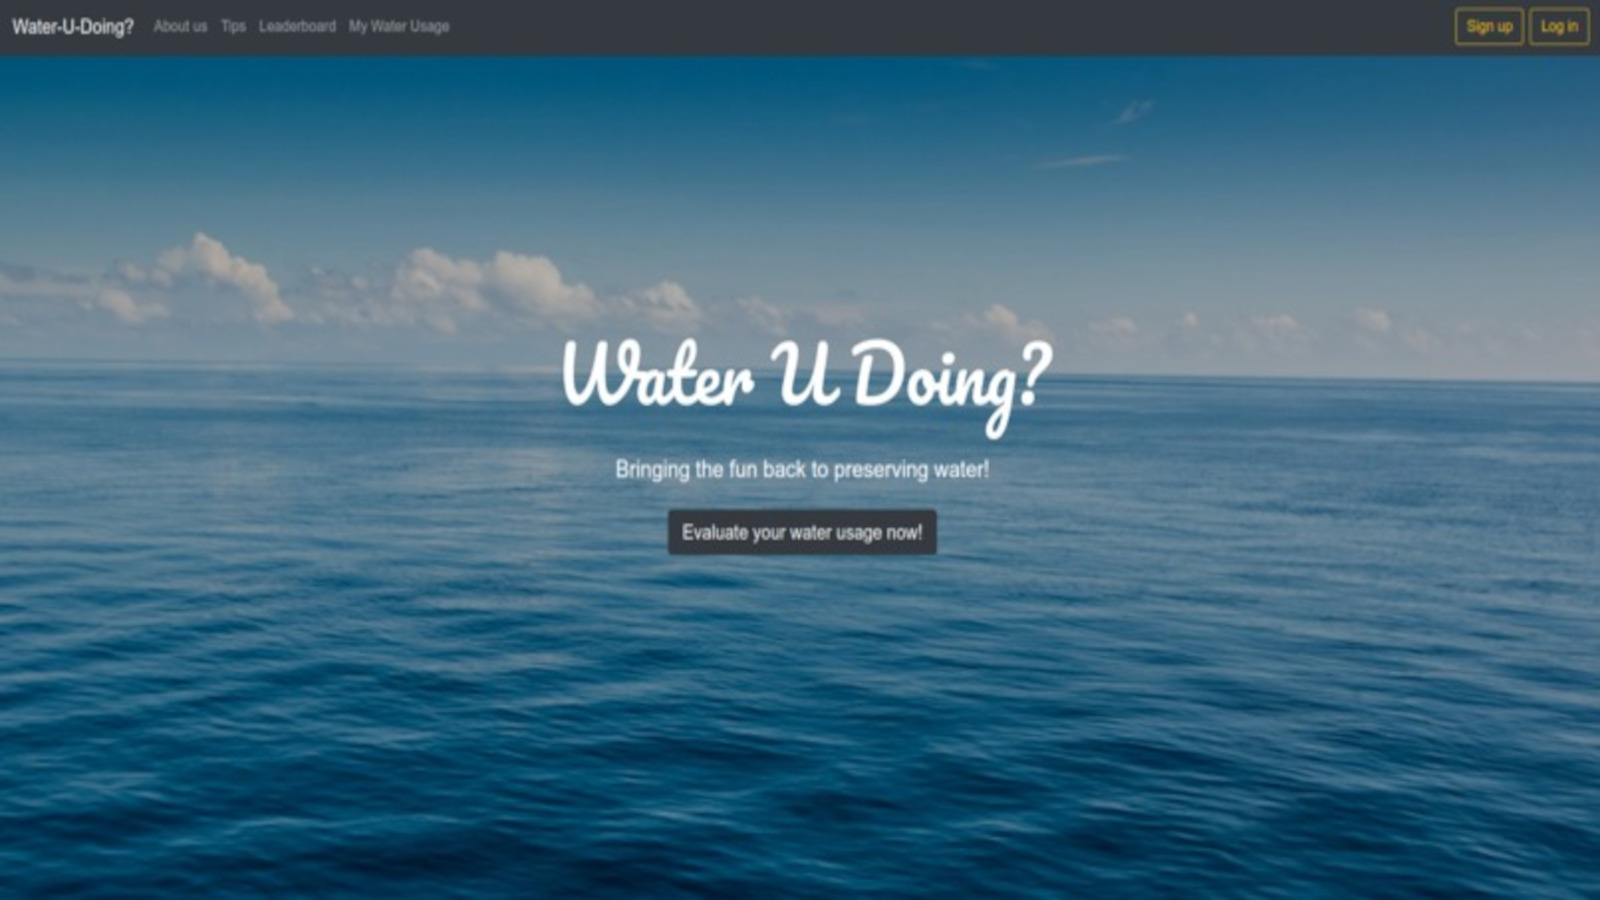 Water-U-Doing? About us Tips Leaderboard My Water Usage Sign up Log in
Water U Doing?
Bringing the fun back to preserving water!
Evaluate your water usage now!